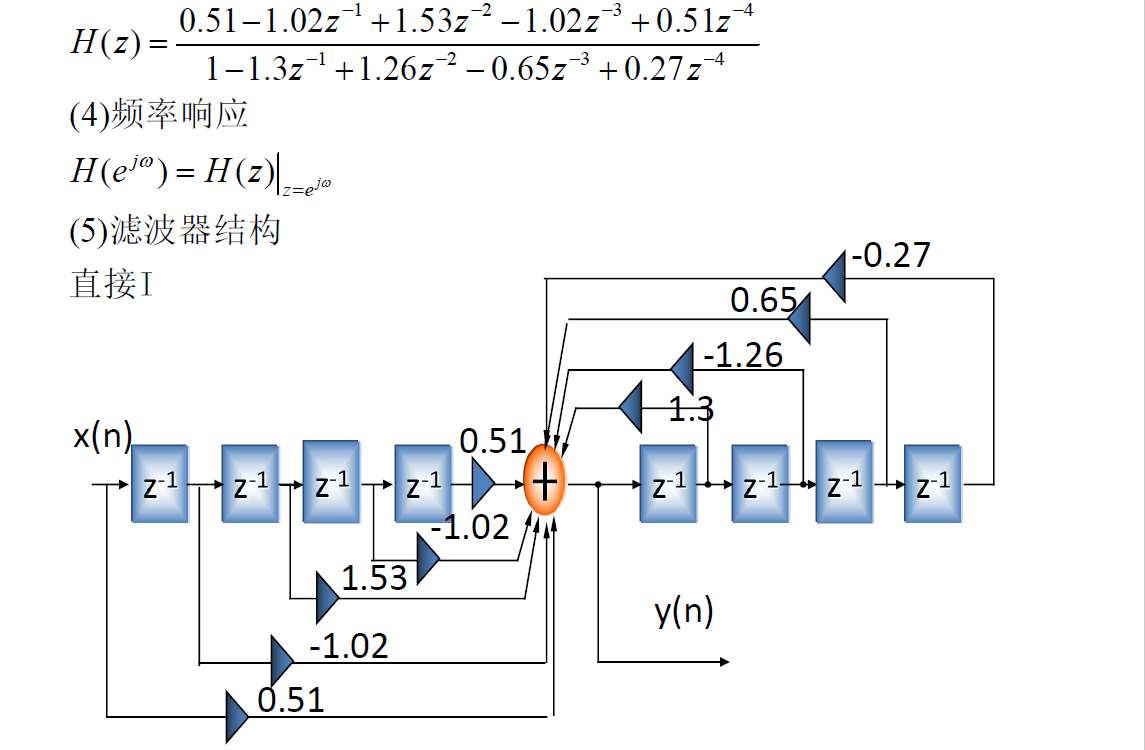 H(z) = \frac{0.51-1.02z^{-1}+1.53z^{-2}-1.02z^{-3}+0.51z^{-4}}{1-1.3z^{-1}+1.26z^{-2}-0.65z^{-3}+0.27z^{-4}}
(4)频率响应
H(e^{jω}) = H(z)|_{z=e^{jω}}
(5)滤波器结构
直接I
-0.27
0.65
-1.26
1.3
x(n)
0.51
z-1 z-1 z-1 z-1 + z-1 z-1 z-1 z-1
-1.02
1.53
y(n)
-1.02
0.51